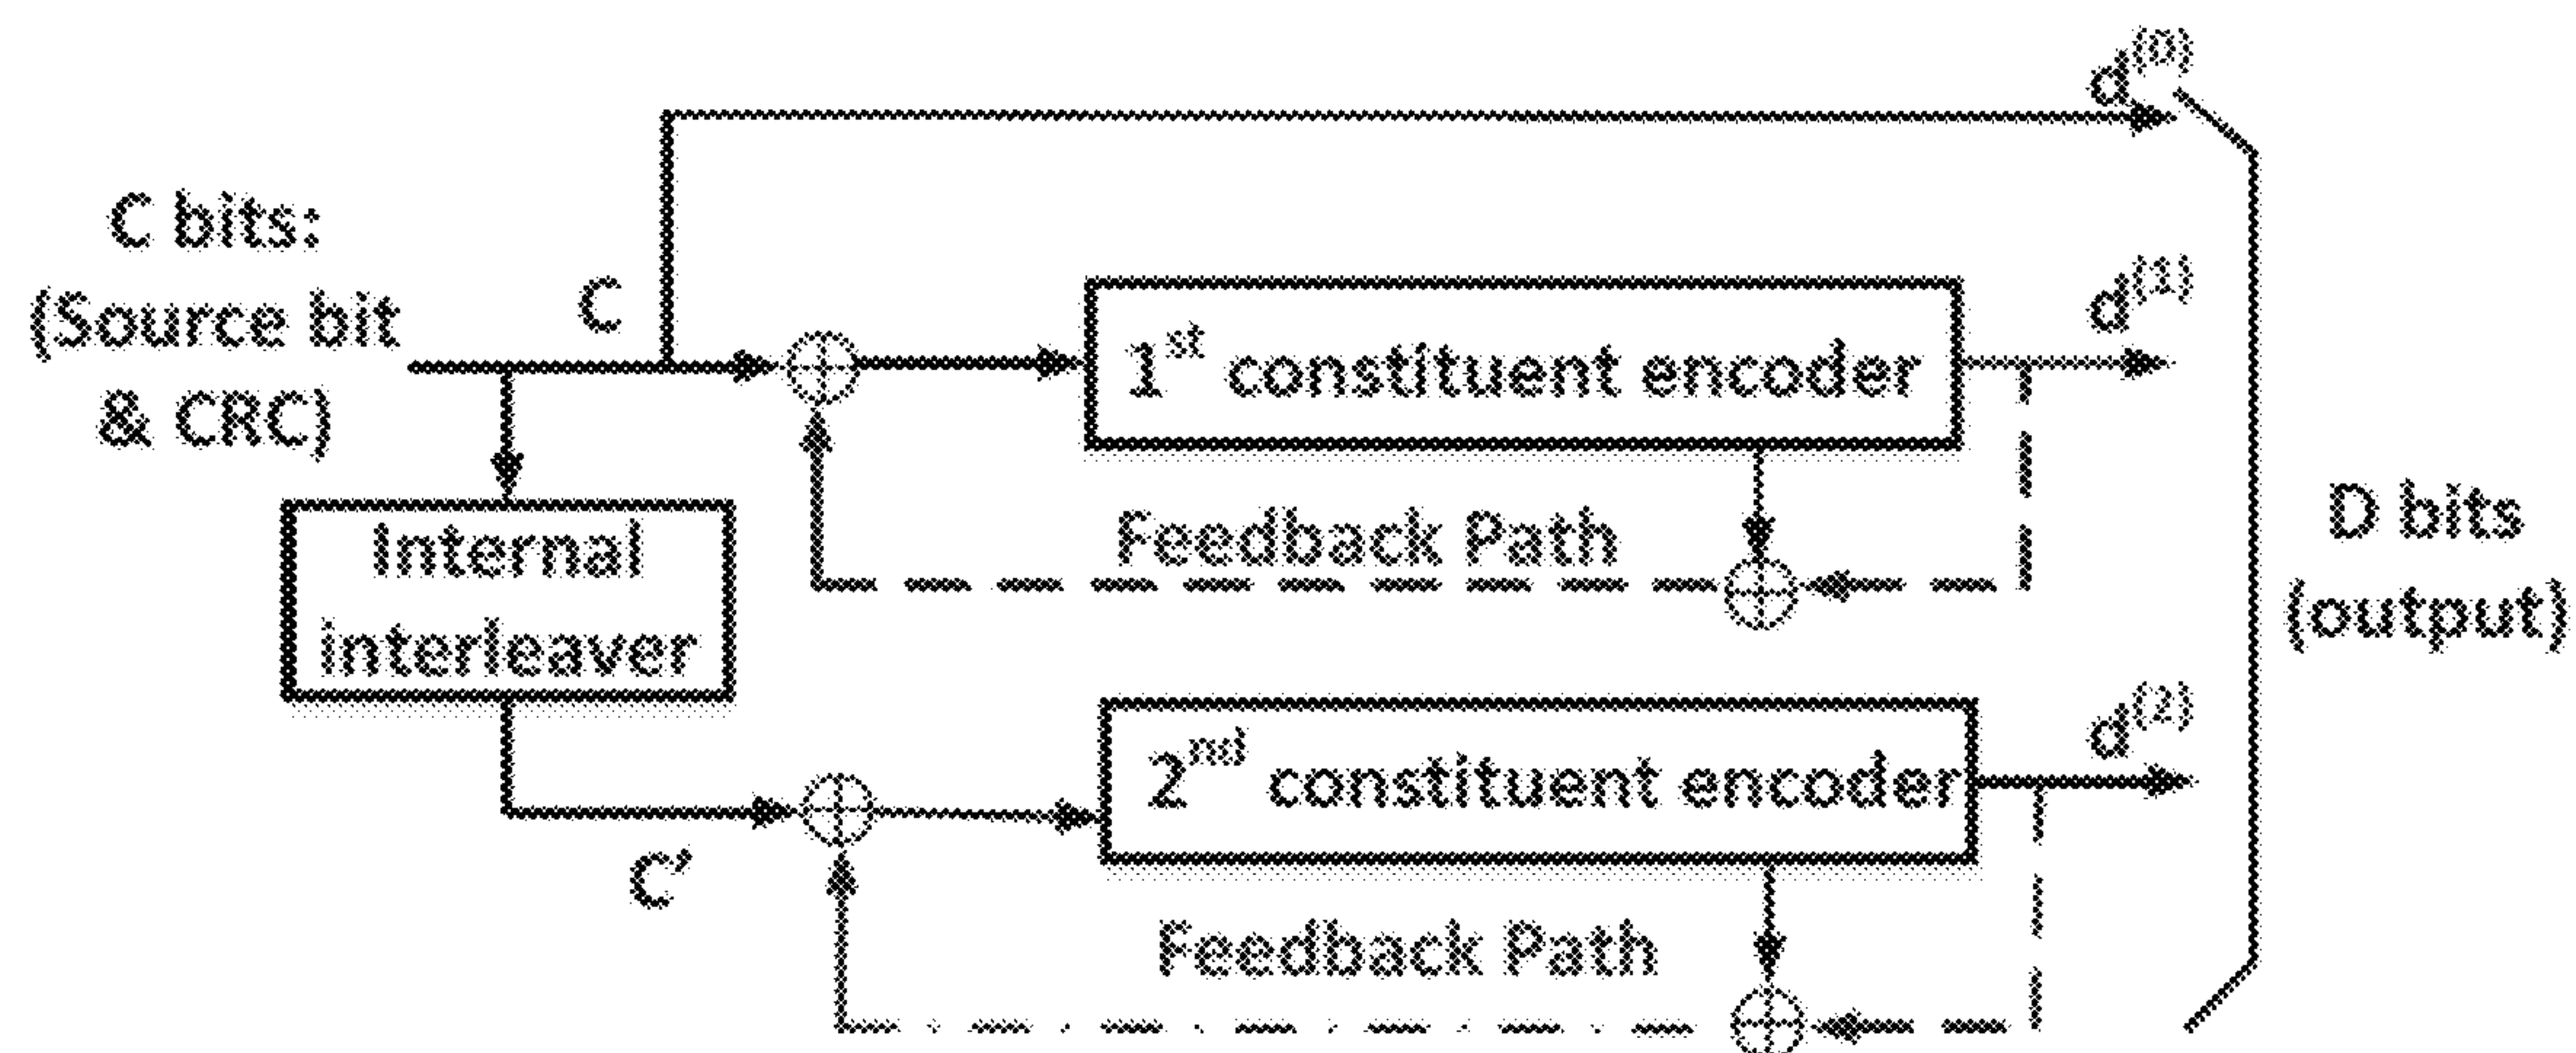 d(0)
C bits:
(Source bit
& CRC)
C
1st constituent encoder
d(1)
Feedback Path
Internal
interleaver
D bits
(output)
C'
2nd constituent encoder
d(2)
Feedback Path